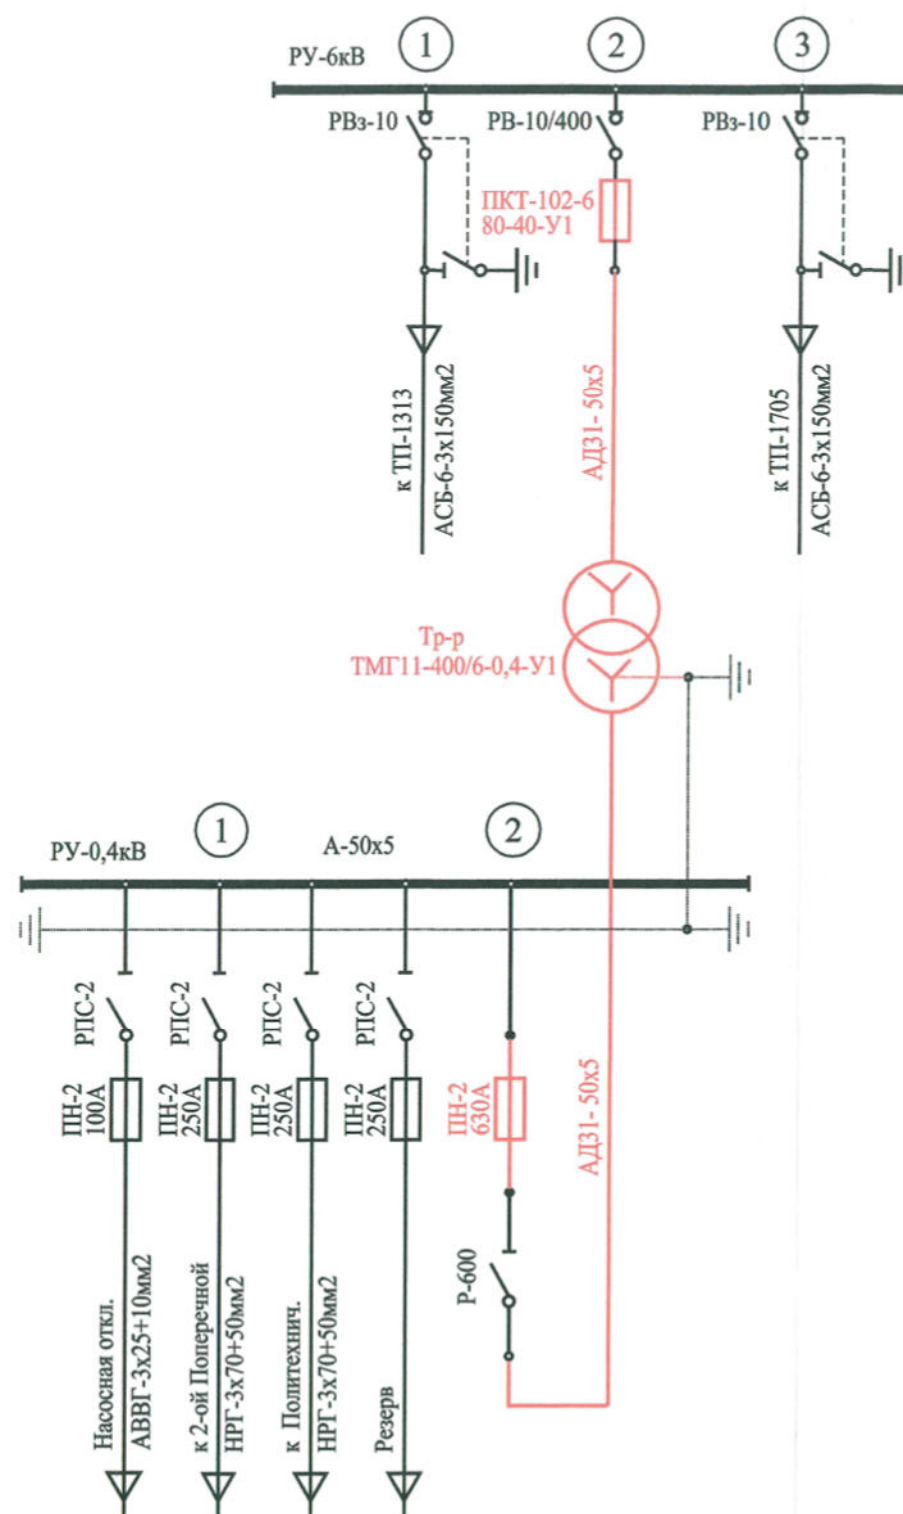 1
2
3
РУ-6кВ
РВз-10
РВ-10/400
РВз-10
ПКТ-102-6
80-40-У1
к ТП-1313
АСБ-6-3х150мм2
АД31- 50х5
к ТП-1705
АСБ-6-3х150мм2
Тр-р
ТМГ11-400/6-0,4-У1
1
2
РУ-0,4кВ
А-50х5
РПС-2
РПС-2
РПС-2
РПС-2
ПН-2
100А
ПН-2
250А
ПН-2
250А
ПН-2
250А
ПН-2
630А
АД31- 50х5
Р-600
Насосная откл.
АВВГ-3х25+10мм2
к 2-ой Поперечной
НРГ-3х70+50мм2
к Политехнич.
НРГ-3х70+50мм2
Резерв